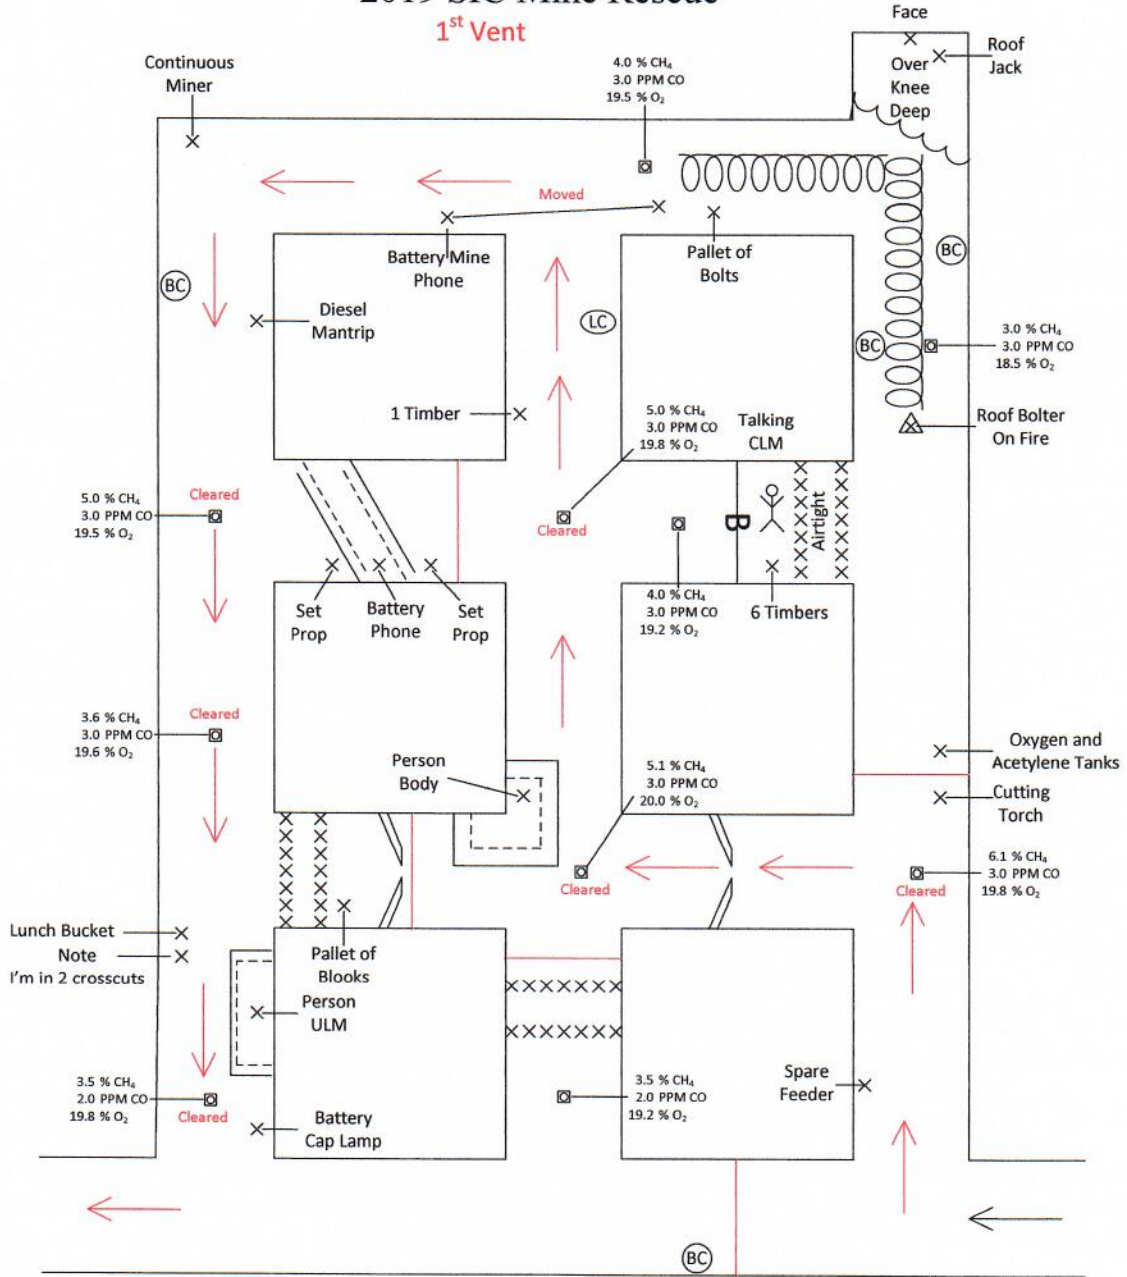 2019 SIC Mine Rescue
1st Vent
Face
Over
Knee
Deep
Roof
Jack
Continuous
Miner
4.0 % CH₄
3.0 PPM CO
19.5 % O₂
Moved
Battery Mine
Phone
Pallet of
Bolts
BC
BC
Diesel
Mantrip
LC
BC
3.0 % CH₄
3.0 PPM CO
18.5 % O₂
1 Timber
5.0 % CH₄
3.0 PPM CO
19.8 % O₂
Talking
CLM
Roof Bolter
On Fire
5.0 % CH₄
3.0 PPM CO
19.5 % O₂
Cleared
Cleared
B
Airtight
Set
Prop
Battery
Phone
Set
Prop
4.0 % CH₄
3.0 PPM CO
19.2 % O₂
6 Timbers
3.6 % CH₄
3.0 PPM CO
19.6 % O₂
Cleared
Person
Body
5.1 % CH₄
3.0 PPM CO
20.0 % O₂
Oxygen and
Acetylene Tanks
Cutting
Torch
Cleared
6.1 % CH₄
3.0 PPM CO
19.8 % O₂
Cleared
Lunch Bucket
Note
I'm in 2 crosscuts
Pallet of
Blooks
Person
ULM
3.5 % CH₄
2.0 PPM CO
19.8 % O₂
Cleared
Battery
Cap Lamp
3.5 % CH₄
2.0 PPM CO
19.2 % O₂
Spare
Feeder
BC